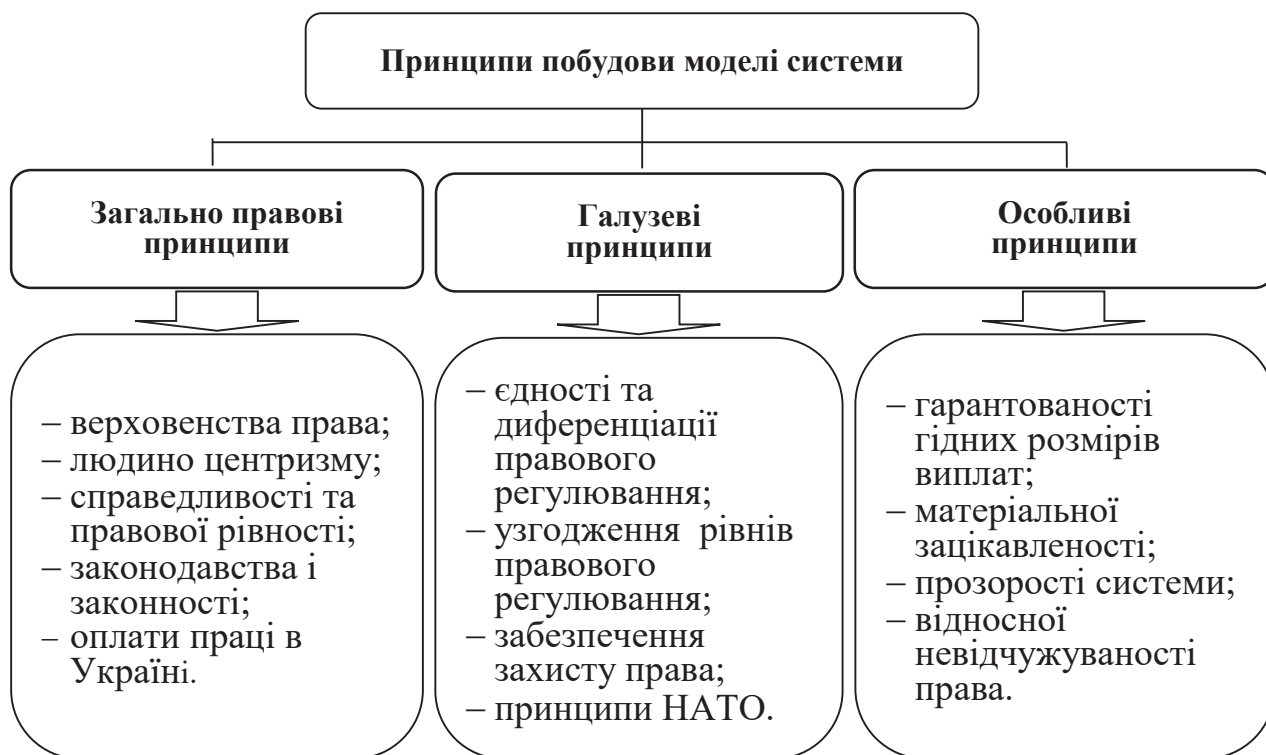 Принципи побудови моделі системи
Загально правові
принципи
– верховенства права;
– людино центризму;
– справедливості та
правової рівності;
– законодавства і
законності;
– оплати праці в
Україні.
Галузеві
принципи
– єдності та
диференціації
правового
регулювання;
– узгодження рівнів
правового
регулювання;
– забезпечення
захисту права;
– принципи НАТО.
Особливі
принципи
– гарантованості
гідних розмірів
виплат;
– матеріальної
зацікавленості;
– прозорості системи;
– відносної
невідчужуваності
права.